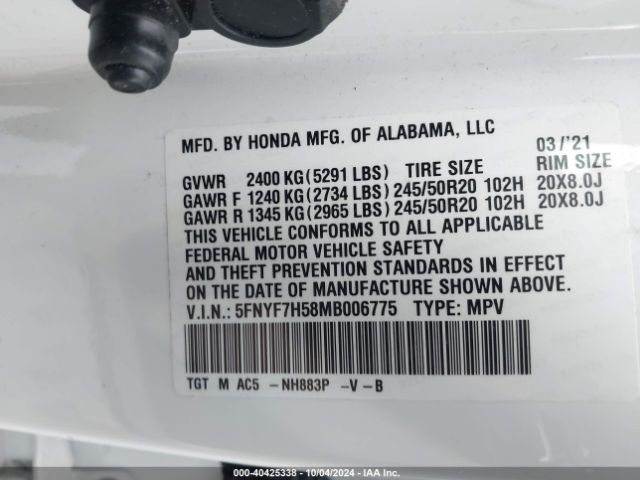 MFD. BY HONDA MFG. OF ALABAMA, LLC 03/'21
GVWR 2400 KG(5291 LBS) TIRE SIZE RIM SIZE
GAWR F 1240 KG(2734 LBS) 245/50R20 102H 20X8.0J
GAWR R 1345 KG(2965 LBS) 245/50R20 102H 20X8.0J
THIS VEHICLE CONFORMS TO ALL APPLICABLE
FEDERAL MOTOR VEHICLE SAFETY
AND THEFT PREVENTION STANDARDS IN EFFECT
ON THE DATE OF MANUFACTURE SHOWN ABOVE.
V.I.N.: 5FNYF7H58MB006775 TYPE: MPV
TGT M AC5 -NH883P -V-B
000-40425338 - 10/04/2024 - IAA Inc.